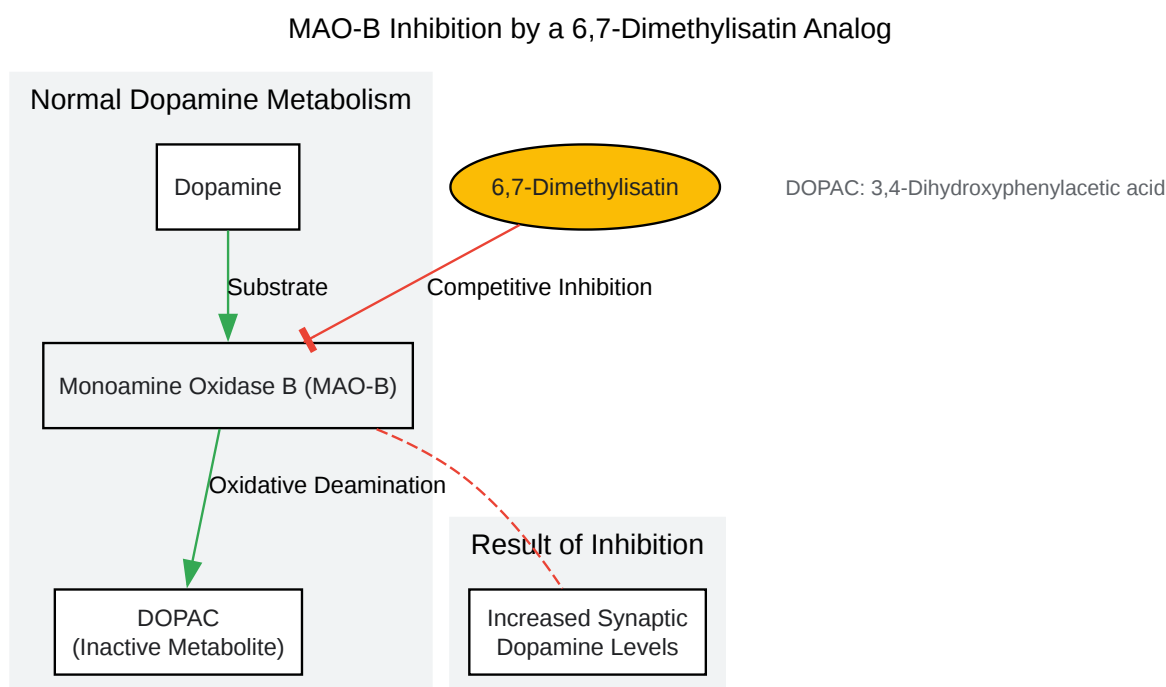 MAO-B Inhibition by a 6,7-Dimethylisatin Analog
Normal Dopamine Metabolism
Dopamine
6,7-Dimethylisatin
DOPAC: 3,4-Dihydroxyphenylacetic acid
Substrate
Competitive Inhibition
Monoamine Oxidase B (MAO-B)
Oxidative Deamination
Result of Inhibition
DOPAC
(Inactive Metabolite)
Increased Synaptic
Dopamine Levels